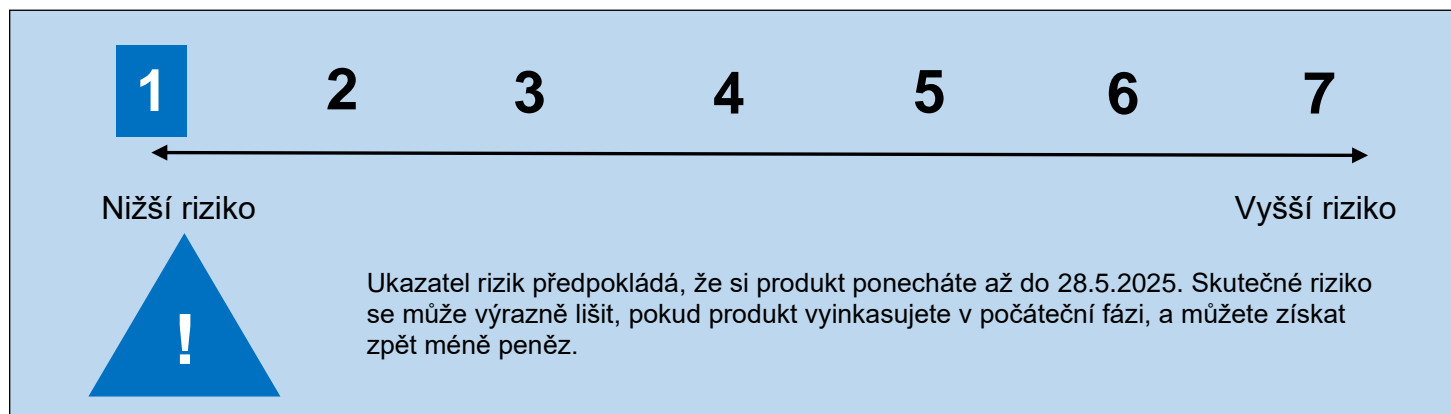 1 2 3 4 5 6 7
Nižší riziko Vyšší riziko
Ukazatel rizik předpokládá, že si produkt ponecháte až do 28.5.2025. Skutečné riziko
se může výrazně lišit, pokud produkt vyinkasujete v počáteční fázi, a můžete získat
zpět méně peněz.
!